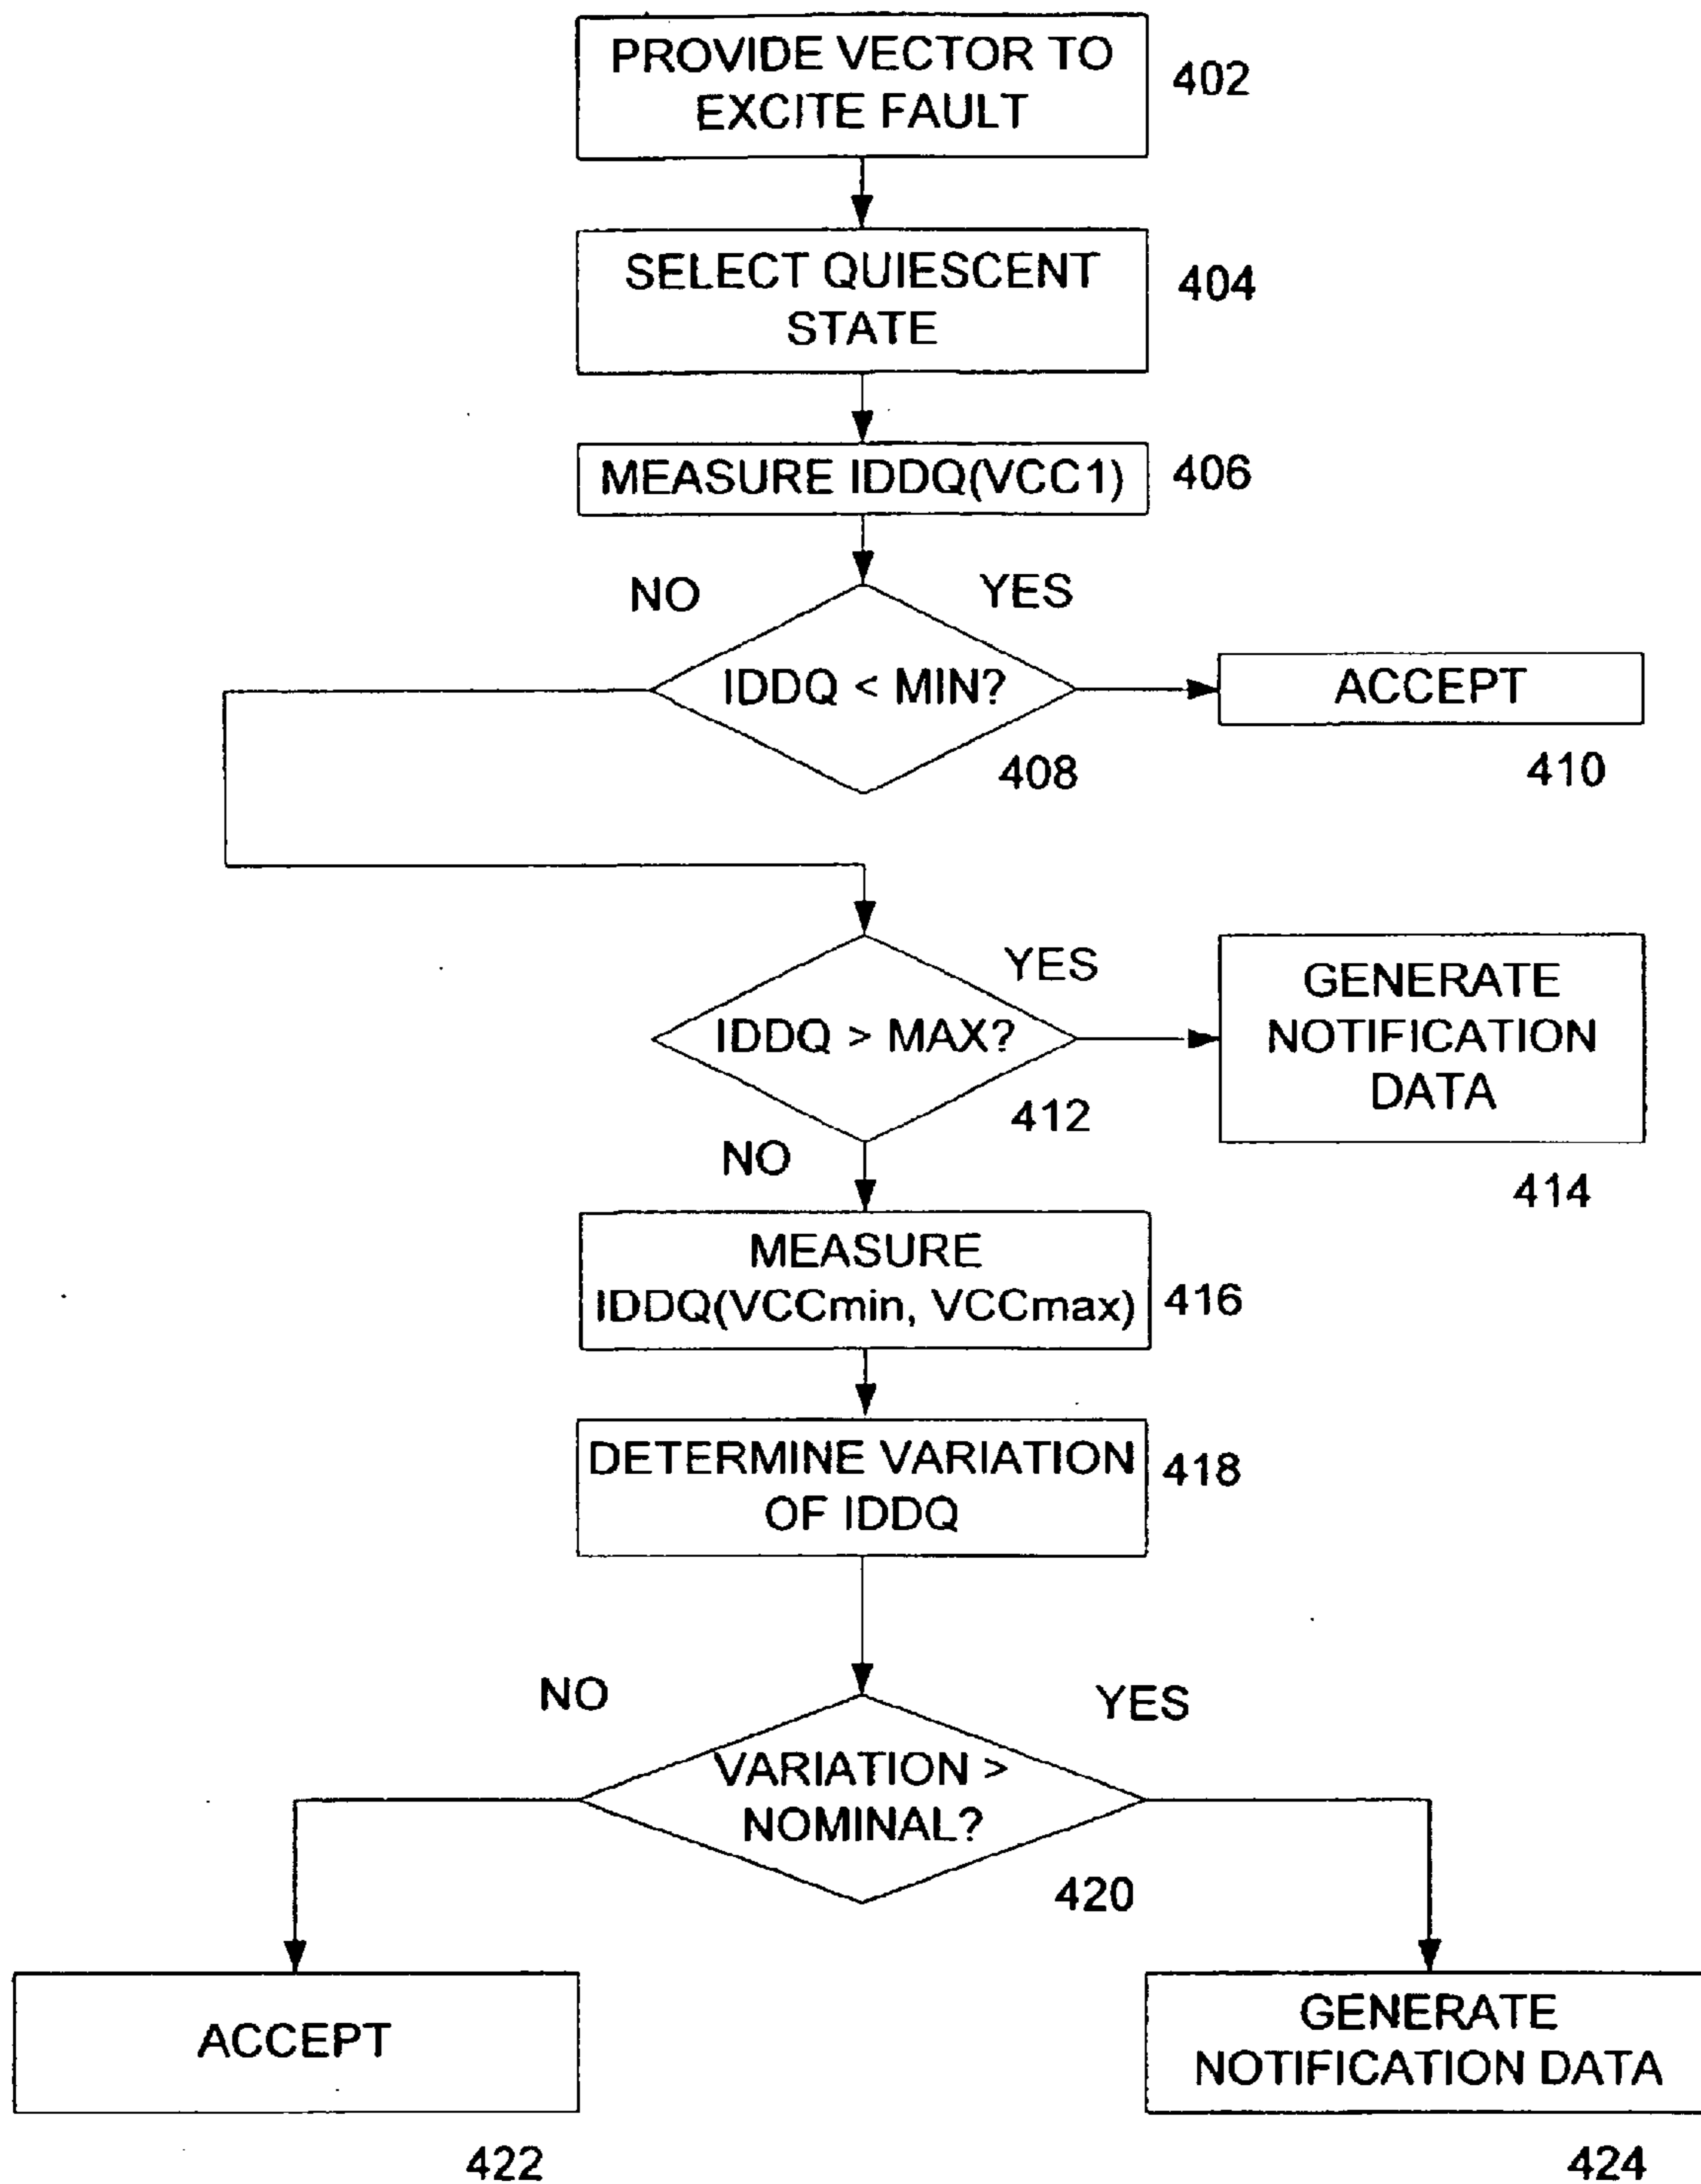 PROVIDE VECTOR TO
EXCITE FAULT
402
SELECT QUIESCENT
STATE
404
MEASURE IDDQ(VCC1)
406
NO
YES
IDDQ < MIN?
408
ACCEPT
410
IDDQ > MAX?
412
YES
GENERATE
NOTIFICATION
DATA
414
NO
MEASURE
IDDQ(VCCmin, VCCmax)
416
DETERMINE VARIATION
OF IDDQ
418
NO
YES
VARIATION >
NOMINAL?
420
ACCEPT
422
GENERATE
NOTIFICATION DATA
424